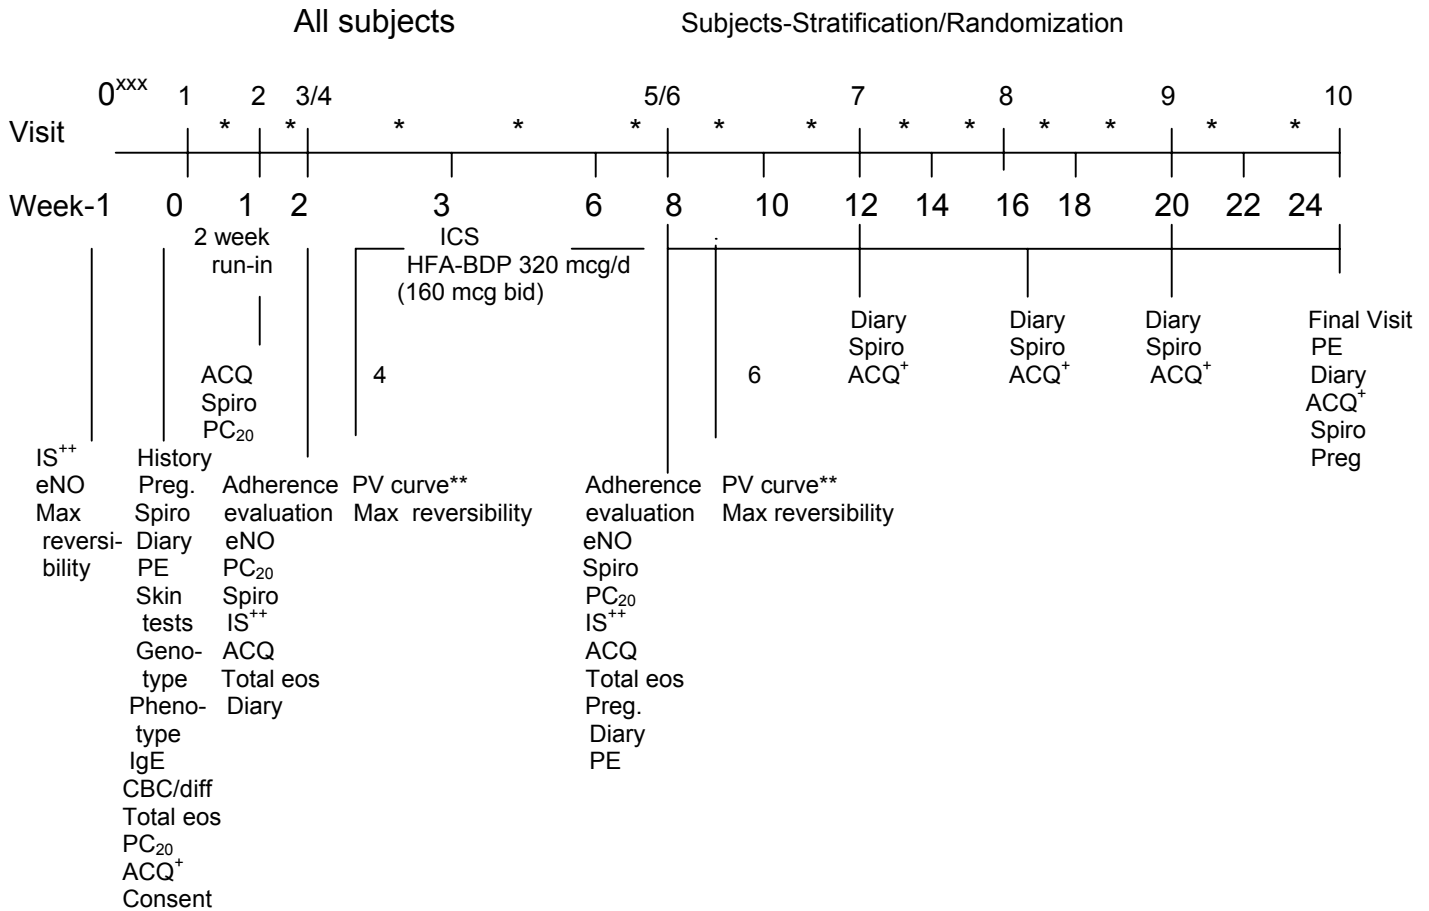 All subjects Subjects-Stratification/Randomization
0xxx 1 2 3/4 5/6 7 8 9 10
Visit * * * * * * * * * * * * *
Week-1 0 1 2 3 6 8 10 12 14 16 18 20 22 24
2 week
run-in
ICS
HFA-BDP 320 mcg/d
(160 mcg bid)
ACQ
Spiro
PC20
4
6
Diary
Spiro
ACQ+
Diary
Spiro
ACQ+
Diary
Spiro
ACQ+
Final Visit
PE
Diary
ACQ+
Spiro
Preg
IS++
eNO
Max
reversi-
bility
History
Preg.
Spiro
Diary
PE
Skin
tests
Geno-
type
Pheno-
type
IgE
CBC/diff
Total eos
PC20
ACQ+
Consent
Adherence
evaluation
eNO
PC20
Spiro
IS++
ACQ
Total eos
Diary
PV curve**
Max reversibility
Adherence
evaluation
eNO
Spiro
PC20
IS++
ACQ
Total eos
Preg.
Diary
PE
PV curve**
Max reversibility